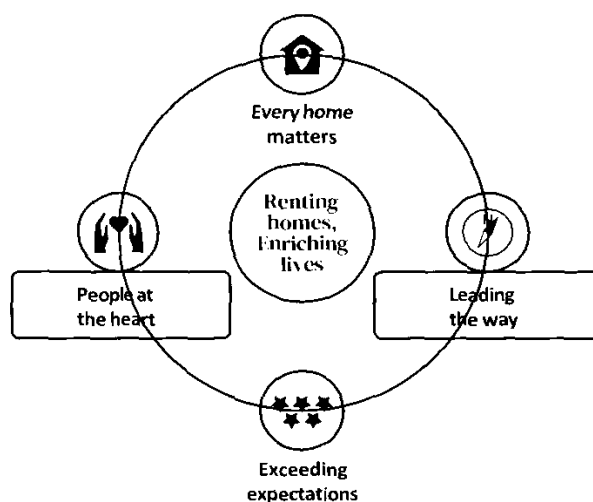 Every home
matters
Renting
homes,
Enriching
lives
People at
the heart
Leading
the way
Exceeding
expectations